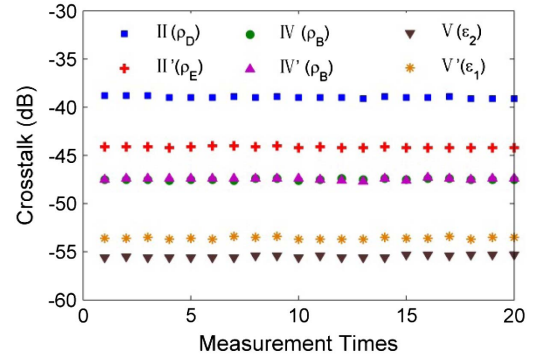 -30
II(ρD) IV(ρB) V(ε2)
II'(ρE) IV'(ρB) V'(ε1)
-40
-45
-50
-55
-60
0 5 10 15 20
Crosstalk (dB)
Measurement Times